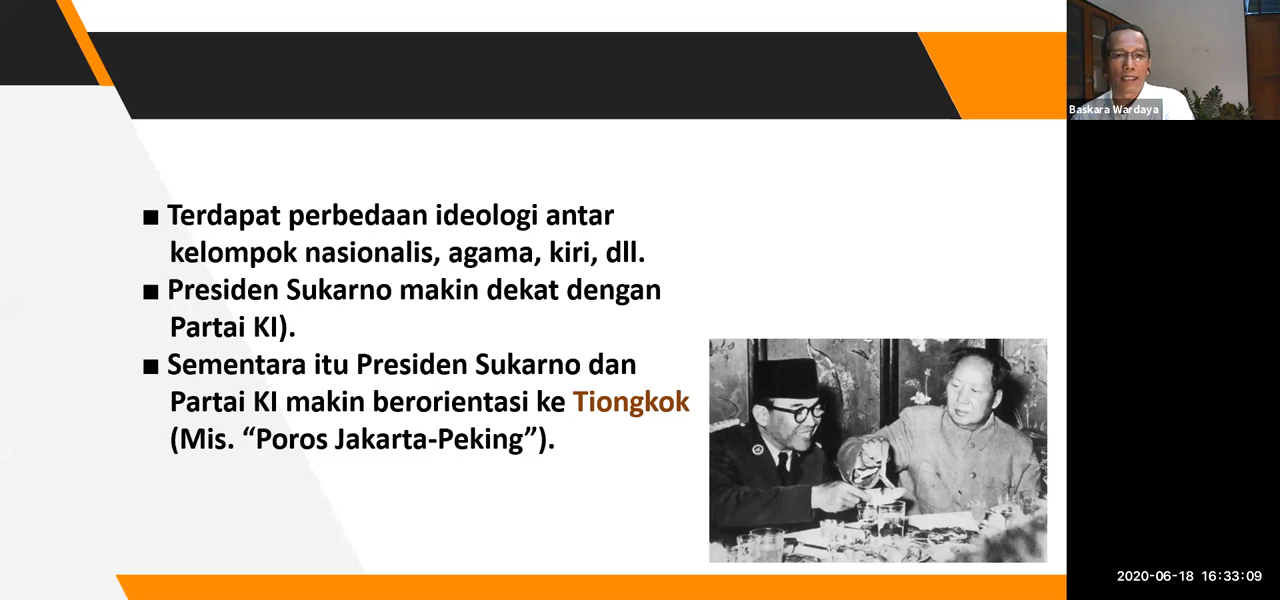 ■ Terdapat perbedaan ideologi antar
kelompok nasionalis, agama, kiri, dll.
■ Presiden Sukarno makin dekat dengan
Partai KI).
■ Sementara itu Presiden Sukarno dan
Partai KI makin berorientasi ke Tiongkok
(Mis. “Poros Jakarta-Peking”).
Baskara Wardaya
2020-06-18 16:33:09